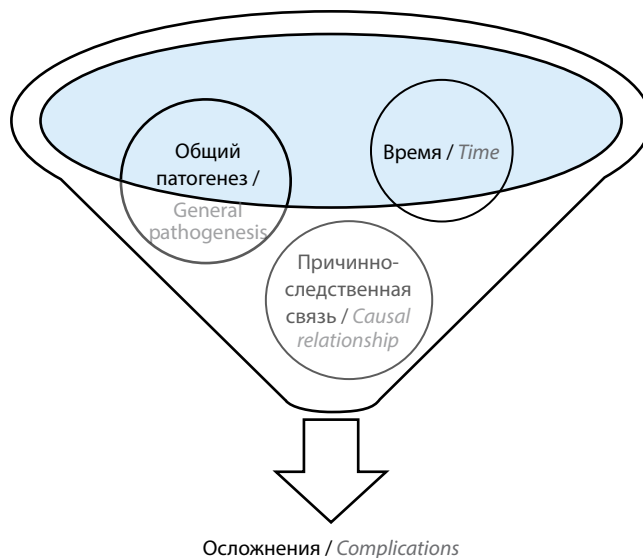 Общий
патогенез /
General
pathogenesis
Время / Time
Причинно-
следственная
связь / Causal
relationship
Осложнения / Complications